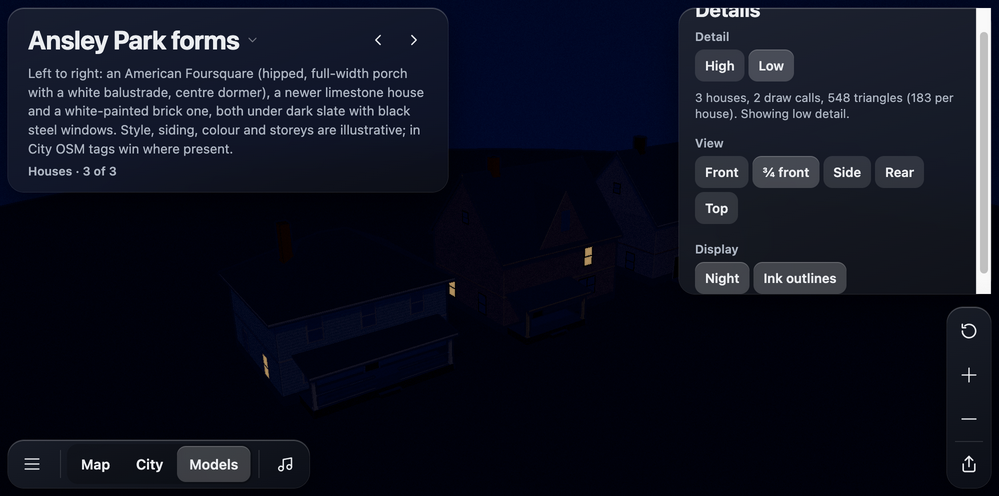 Ansley Park forms
Left to right: an American Foursquare (hipped, full-width porch
with a white balustrade, centre dormer), a newer limestone house
and a white-painted brick one, both under dark slate with black
steel windows. Style, siding, colour and storeys are illustrative; in
City OSM tags win where present.
Houses · 3 of 3
Details
Detail
High
Low
3 houses, 2 draw calls, 548 triangles (183 per
house). Showing low detail.
View
Front
¾ front
Side
Rear
Top
Display
Night
Ink outlines
Map
City
Models